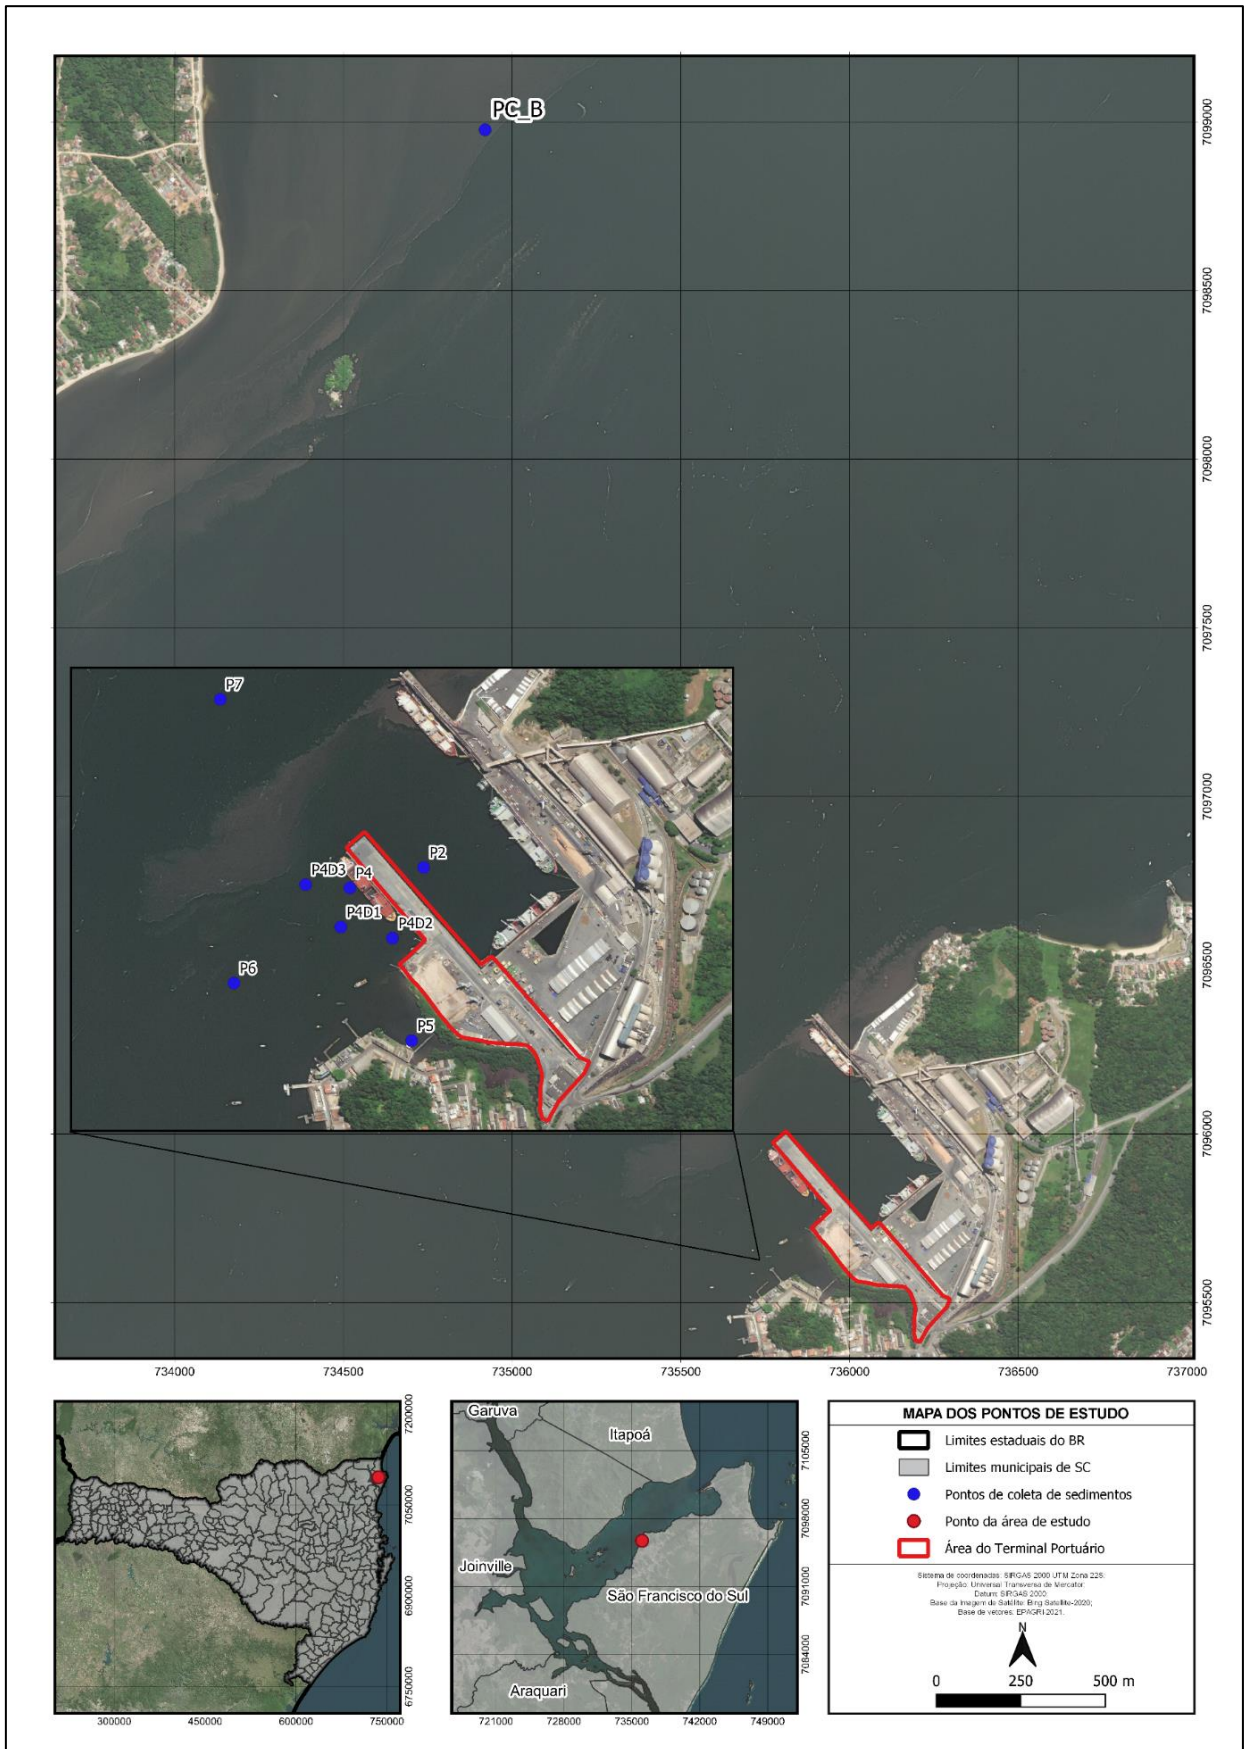 PC_B
7099000
7098500
7098000
7097500
7097000
7096500
7096000
7095500
P7
P2
P4D3
P4
P4D1
P4D2
P6
P5
734000
734500
735000
735500
736000
736500
737000
7200000
7050000
6900000
6750000
300000
450000
600000
750000
Garuva
Itapoá
Joinville
São Francisco do Sul
Araquari
7105000
7098000
7091000
7084000
721000
728000
735000
742000
749000
MAPA DOS PONTOS DE ESTUDO
Limites estaduais do BR
Limites municipais de SC
Pontos de coleta de sedimentos
Ponto da área de estudo
Área do Terminal Portuário
Sistema de coordenadas: SIRGAS 2000 UTM Zona 22S;
Projeção: Universal Transversa de Mercator;
Datum: SIRGAS 2000;
Base da Imagem de Satélite: Bing Satellite-2020;
Base de vetores: EPAGRI 2021.
N
0 250 500 m